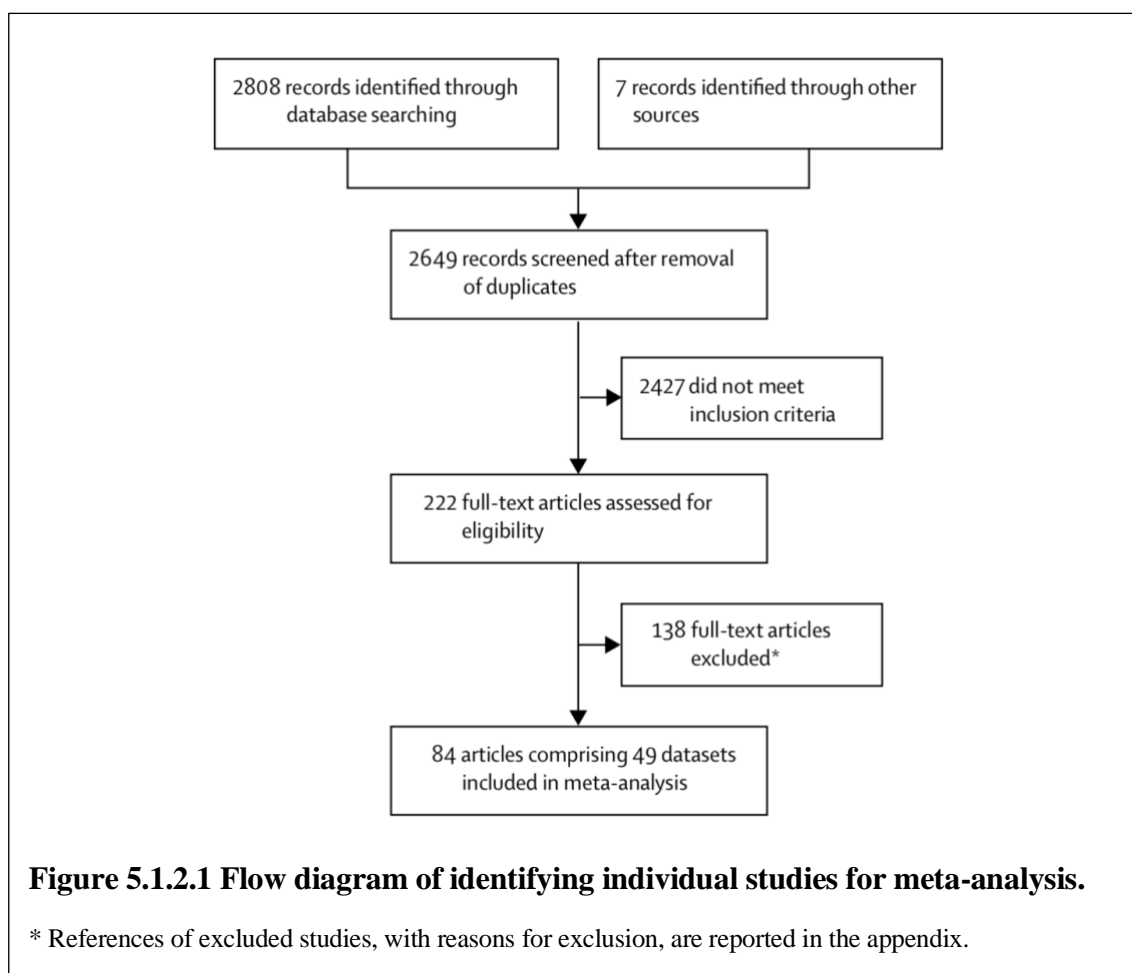 2808 records identified through
database searching
7 records identified through other
sources
2649 records screened after removal
of duplicates
2427 did not meet
inclusion criteria
222 full-text articles assessed for
eligibility
138 full-text articles
excluded*
84 articles comprising 49 datasets
included in meta-analysis
Figure 5.1.2.1 Flow diagram of identifying individual studies for meta-analysis.
* References of excluded studies, with reasons for exclusion, are reported in the appendix.